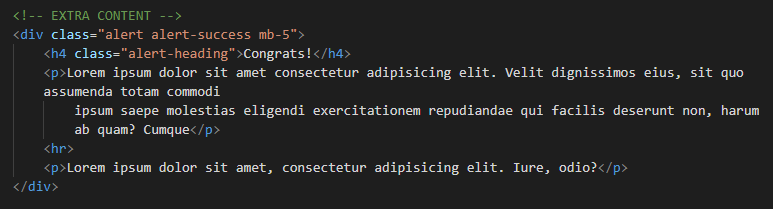 <!-- EXTRA CONTENT -->
<div class="alert alert-success mb-5">
<h4 class="alert-heading">Congrats!</h4>
<p>Lorem ipsum dolor sit amet consectetur adipisicing elit. Velit dignissimos eius, sit quo
assumenda totam commodi
ipsum saepe molestias eligendi exercitationem repudiandae qui facilis deserunt non, harum
ab quam? Cumque</p>
<hr>
<p>Lorem ipsum dolor sit amet, consectetur adipisicing elit. Iure, odio?</p>
</div>